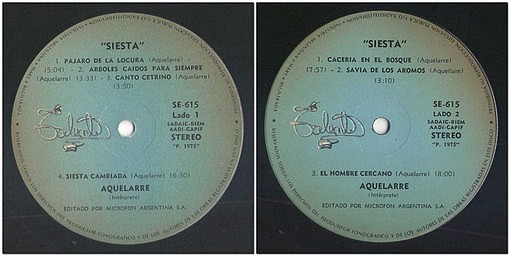 "SIESTA"
1. PAJARO DE LA LOCURA (Aquelarre)
(5:04) - 2. ARBOLES CAIDOS PARA SIEMPRE
(Aquelarre) (3:33) - 3. CANTO CETRINO (Aquelarre)
(3:50)
SE-615
Lado 1
SADAIC-BIEM
AADI-CAPIF
STEREO
"P. 1975"
Talent
4. SIESTA CAMBIADA (Aquelarre) (6:30)
AQUELARRE
(Intérprete)
EDITADO POR MICROFON ARGENTINA S.A.
"SIESTA"
1. CACERIA EN EL BOSQUE (Aquelarre)
(7:57) - 2. SAVIA DE LOS AROMOS (Aquelarre)
(3:10)
SE-615
LADO 2
SADAIC-BIEM
AADI-CAPIF
STEREO
"P. 1975"
Talent
3. EL HOMBRE CERCANO (Aquelarre) (8:00)
AQUELARRE
(Intérprete)
EDITADO POR MICROFON ARGENTINA S.A.